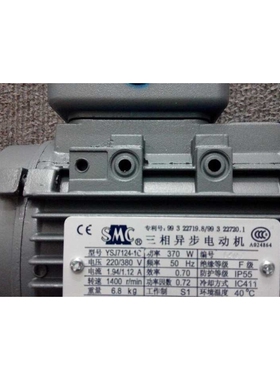 专利号: 99 3 22719.8/99 3 22720.1
SMC 三相异步电动机
A024864
型号 YSJ7124-1C 功率 370 W 编号
电压 220/380 V 频率 50 Hz 绝缘等级 F 级
电流 1.94/1.12 A 效率 0.70 防护等级 IP55
转速 1400 r/min 功率因数 0.72 冷却方式 IC411
重量 6.8 kg 工作制 S1 环境温度 40℃